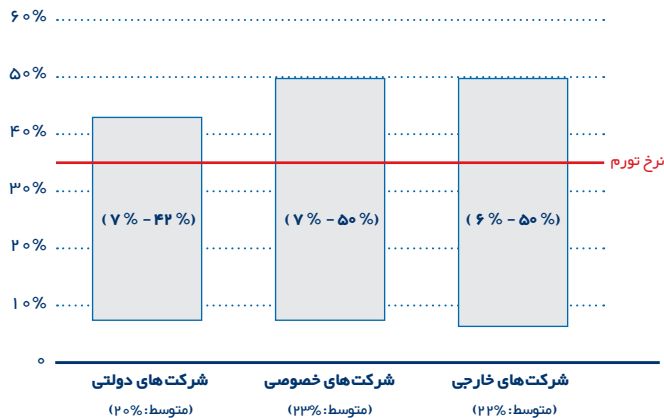 ۶۰%
۵۰%
۴۰%
۳۰%
۲۰%
۱۰%
۰
نرخ تورم
(۷ % - ۴۲ %)
(۷ % - ۵۰ %)
(۶ % - ۵۰ %)
شرکت‌های دولتی
(متوسط: ۲۰%)
شرکت‌های خصوصی
(متوسط: ۲۳%)
شرکت‌های خارجی
(متوسط: ۲۲%)